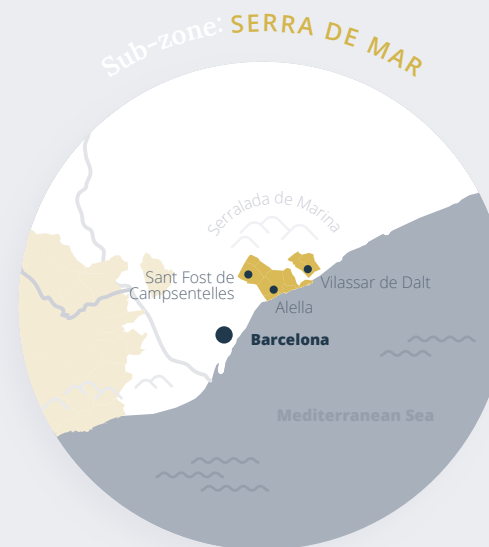 Sub-zone: SERRA DE MAR
Serralada de Marina
Sant Fost de
Campsentelles
Vilassar de Dalt
Alella
Barcelona
Mediterranean Sea